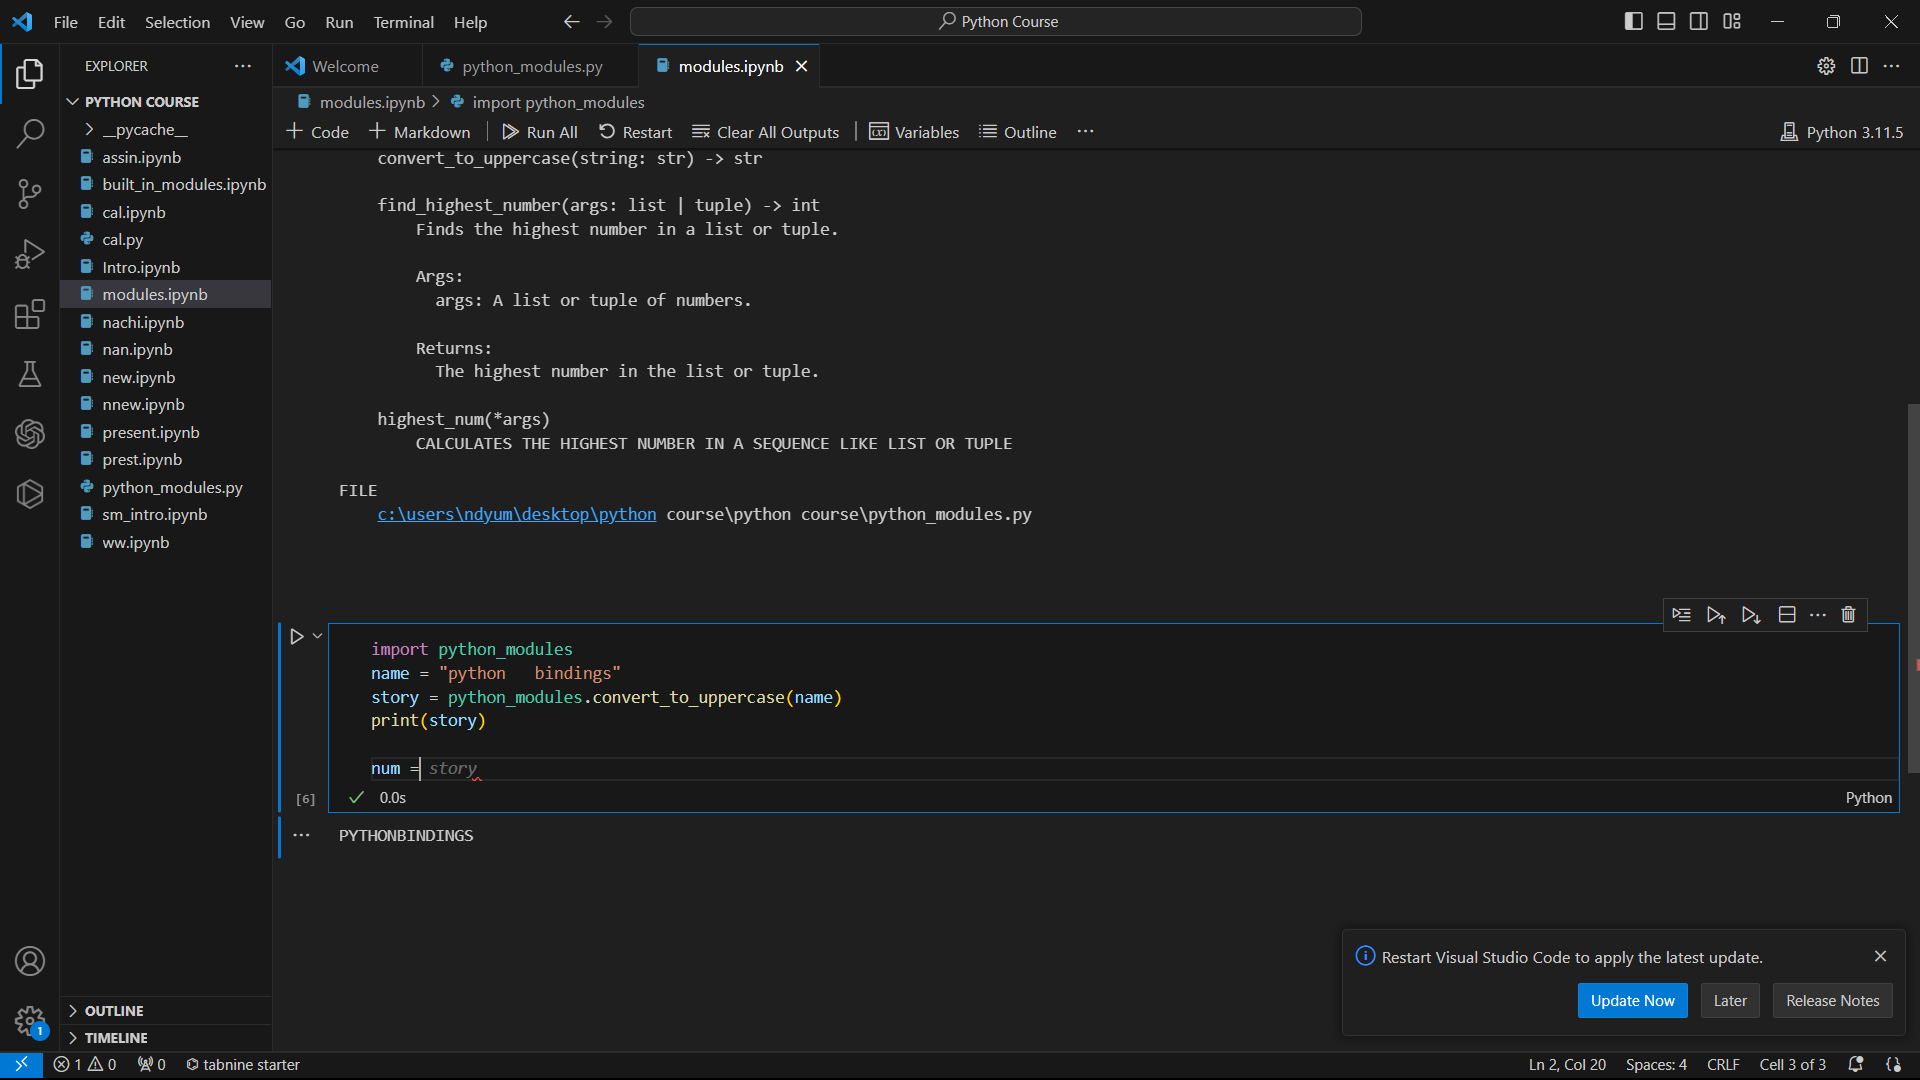 File Edit Selection View Go Run Terminal Help
Python Course
EXPLORER
Welcome
python_modules.py
modules.ipynb
PYTHON COURSE
__pycache__
assin.ipynb
built_in_modules.ipynb
cal.ipynb
cal.py
Intro.ipynb
modules.ipynb
nachi.ipynb
nan.ipynb
new.ipynb
nnew.ipynb
present.ipynb
prest.ipynb
python_modules.py
sm_intro.ipynb
ww.ipynb
OUTLINE
TIMELINE
modules.ipynb > import python_modules
+ Code + Markdown Run All Restart Clear All Outputs Variables Outline ...
Python 3.11.5
convert_to_uppercase(string: str) -> str
find_highest_number(args: list | tuple) -> int
Finds the highest number in a list or tuple.
Args:
args: A list or tuple of numbers.
Returns:
The highest number in the list or tuple.
highest_num(*args)
CALCULATES THE HIGHEST NUMBER IN A SEQUENCE LIKE LIST OR TUPLE
FILE
c:\users\ndyum\desktop\python course\python course\python_modules.py
import python_modules
name = "python   bindings"
story = python_modules.convert_to_uppercase(name)
print(story)
num = story
[6]
0.0s
Python
PYTHONBINDINGS
Restart Visual Studio Code to apply the latest update.
Update Now
Later
Release Notes
1
1 0 0 tabnine starter
Ln 2, Col 20 Spaces: 4 CRLF Cell 3 of 3